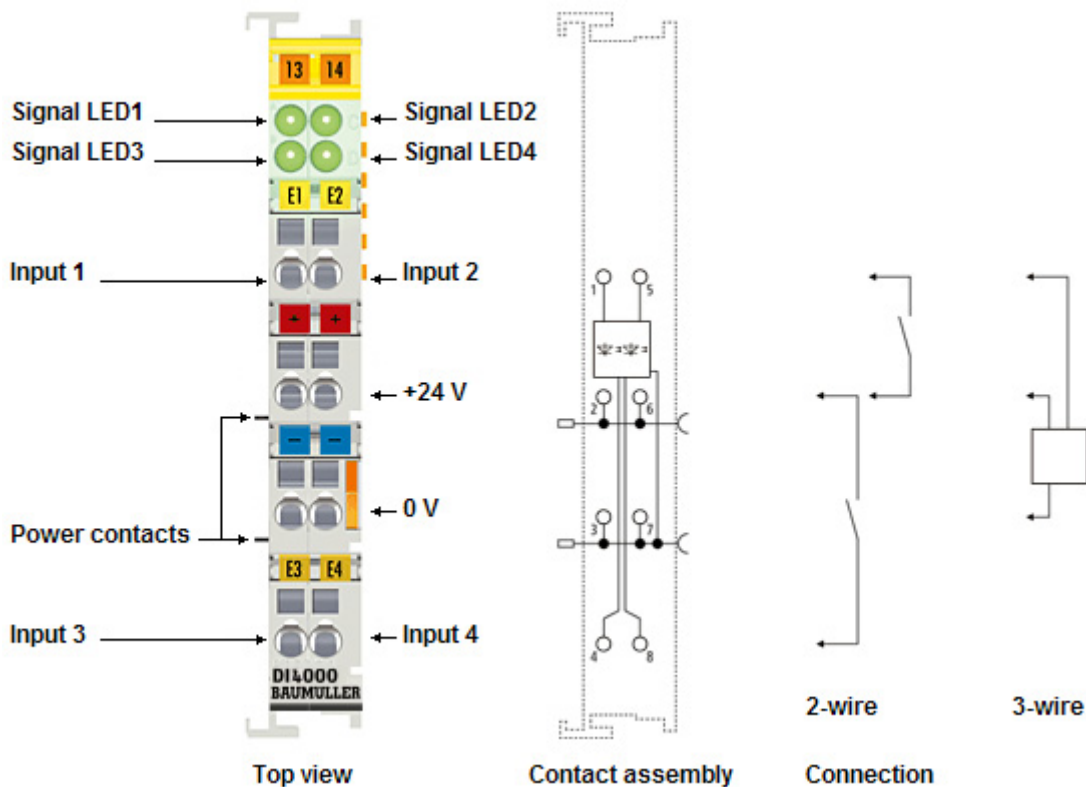 13 14
Signal LED1
Signal LED2
Signal LED3
Signal LED4
E1 E2
Input 1
Input 2
1 5
+ +
+24 V
2 6
- -
0 V
Power contacts
3 7
E3 E4
Input 3
Input 4
4 8
DI4000
BAUMULLER
2-wire
3-wire
Top view
Contact assembly
Connection